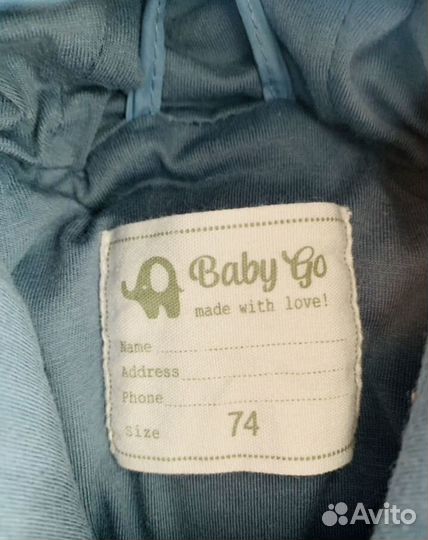 Baby Go
made with love!
Name
Address
Phone
Size 74
Avito